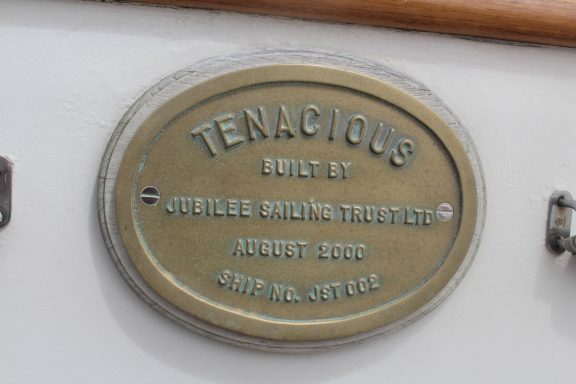 TENACIOUS
BUILT BY
JUBILEE SAILING TRUST LTD
AUGUST 2000
SHIP NO. JST 002